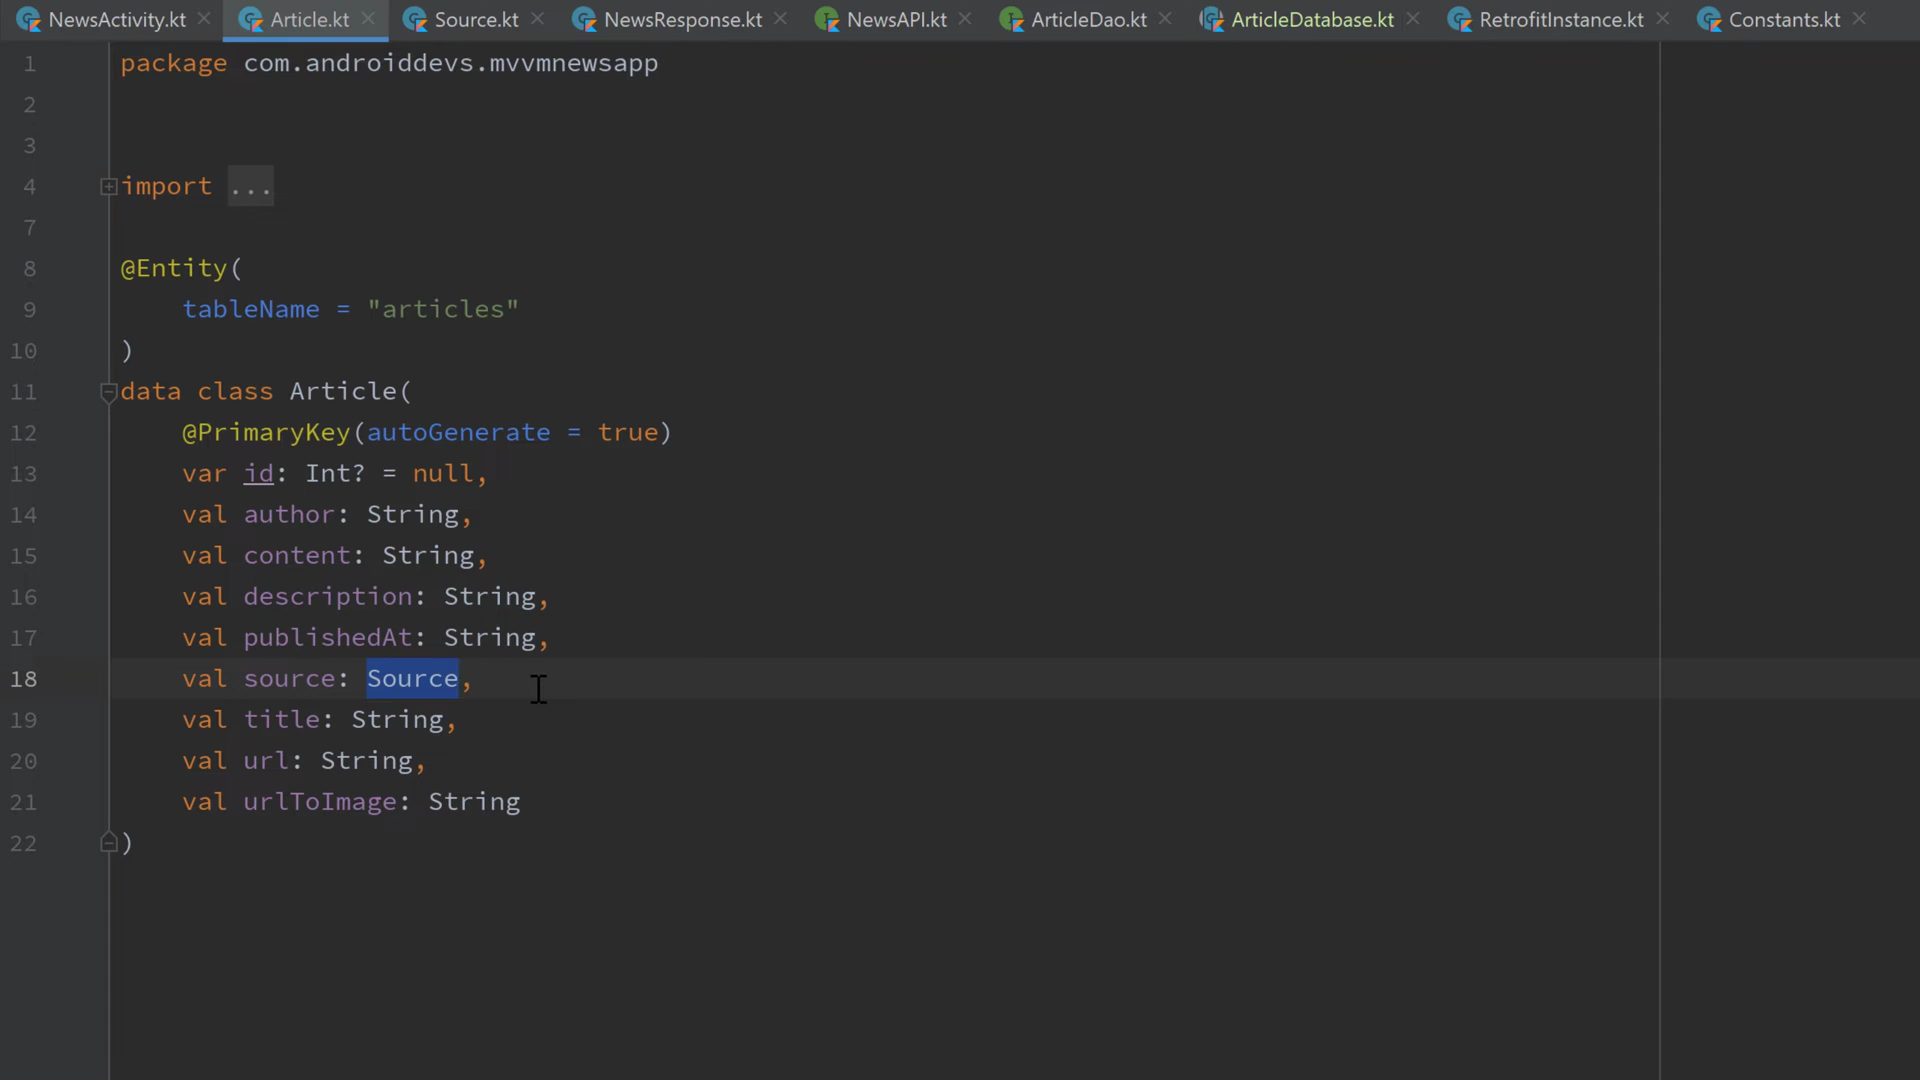 NewsActivity.kt Article.kt Source.kt NewsResponse.kt NewsAPI.kt ArticleDao.kt ArticleDatabase.kt RetrofitInstance.kt Constants.kt
1 package com.androiddevs.mvvmnewsapp
2
3
4 import ...
7
8 @Entity(
9 tableName = "articles"
10 )
11 data class Article(
12 @PrimaryKey(autoGenerate = true)
13 var id: Int? = null,
14 val author: String,
15 val content: String,
16 val description: String,
17 val publishedAt: String,
18 val source: Source,
19 val title: String,
20 val url: String,
21 val urlToImage: String
22 )